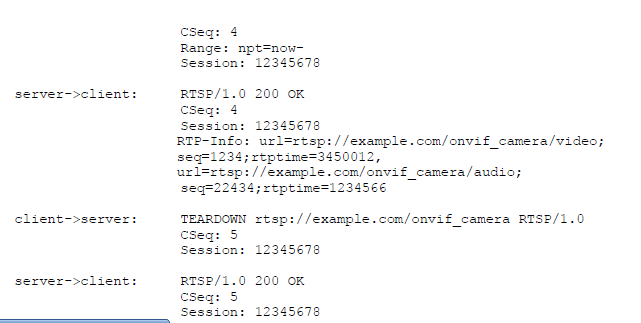 CSeq: 4
Range: npt=now-
Session: 12345678
server->client: RTSP/1.0 200 OK
CSeq: 4
Session: 12345678
RTP-Info: url=rtsp://example.com/onvif_camera/video;
seq=1234;rtptime=3450012,
url=rtsp://example.com/onvif_camera/audio;
seq=22434;rtptime=1234566
client->server: TEARDOWN rtsp://example.com/onvif_camera RTSP/1.0
CSeq: 5
Session: 12345678
server->client: RTSP/1.0 200 OK
CSeq: 5
Session: 12345678